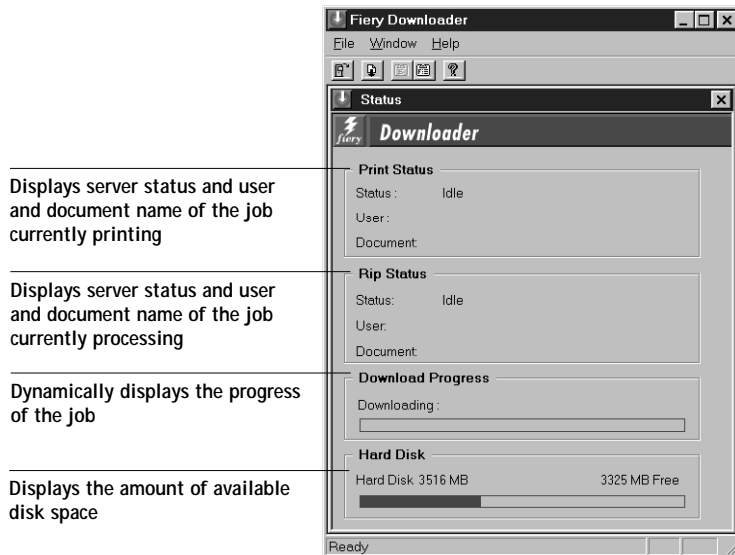 Fiery Downloader
File Window Help
Status
fiery Downloader
Print Status
Status : Idle
User :
Document:
Rip Status
Status: Idle
User:
Document:
Download Progress
Downloading :
Hard Disk
Hard Disk 3516 MB 3325 MB Free
Ready
Displays server status and user
and document name of the job
currently printing
Displays server status and user
and document name of the job
currently processing
Dynamically displays the progress
of the job
Displays the amount of available
disk space